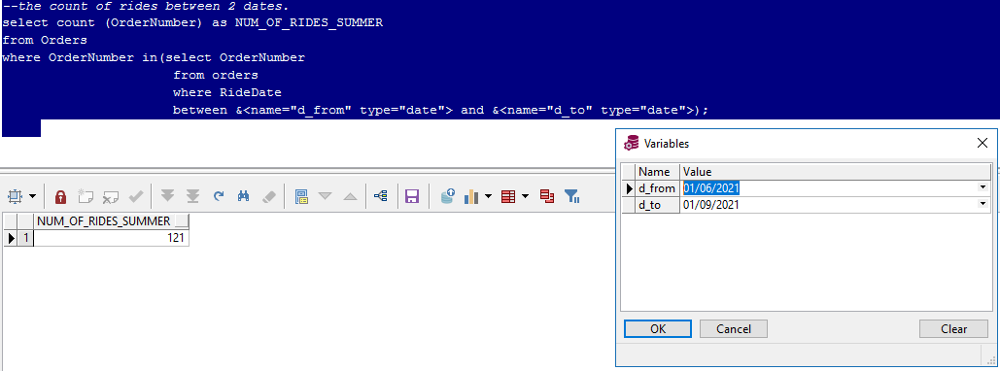 --the count of rides between 2 dates.
select count (OrderNumber) as NUM_OF_RIDES_SUMMER
from Orders
where OrderNumber in(select OrderNumber
from orders
where RideDate
between &<name="d_from" type="date"> and &<name="d_to" type="date">);
Variables
Name Value
d_from 01/06/2021
d_to 01/09/2021
OK Cancel Clear
NUM_OF_RIDES_SUMMER
1 121